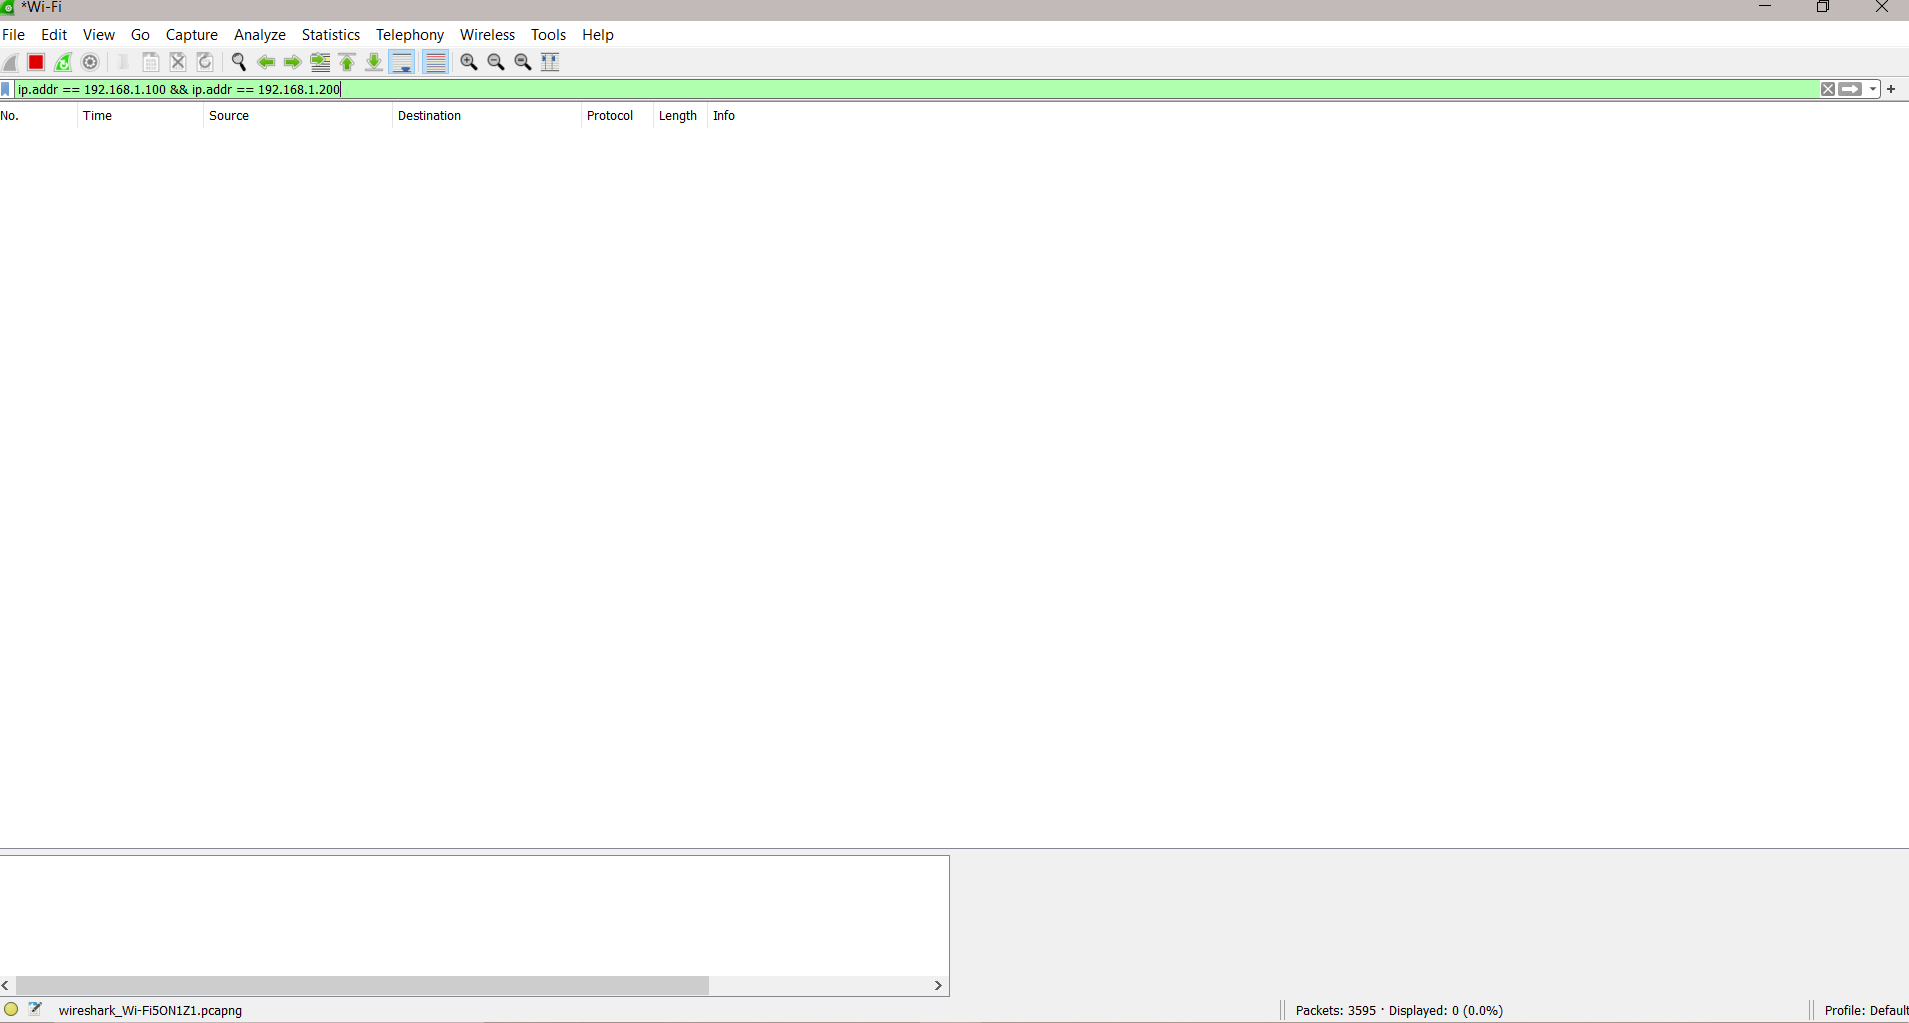 *Wi-Fi
File Edit View Go Capture Analyze Statistics Telephony Wireless Tools Help
ip.addr == 192.168.1.100 && ip.addr == 192.168.1.200
No. Time Source Destination Protocol Length Info
wireshark_Wi-Fi5ON1Z1.pcapng Packets: 3595 · Displayed: 0 (0.0%) Profile: Default